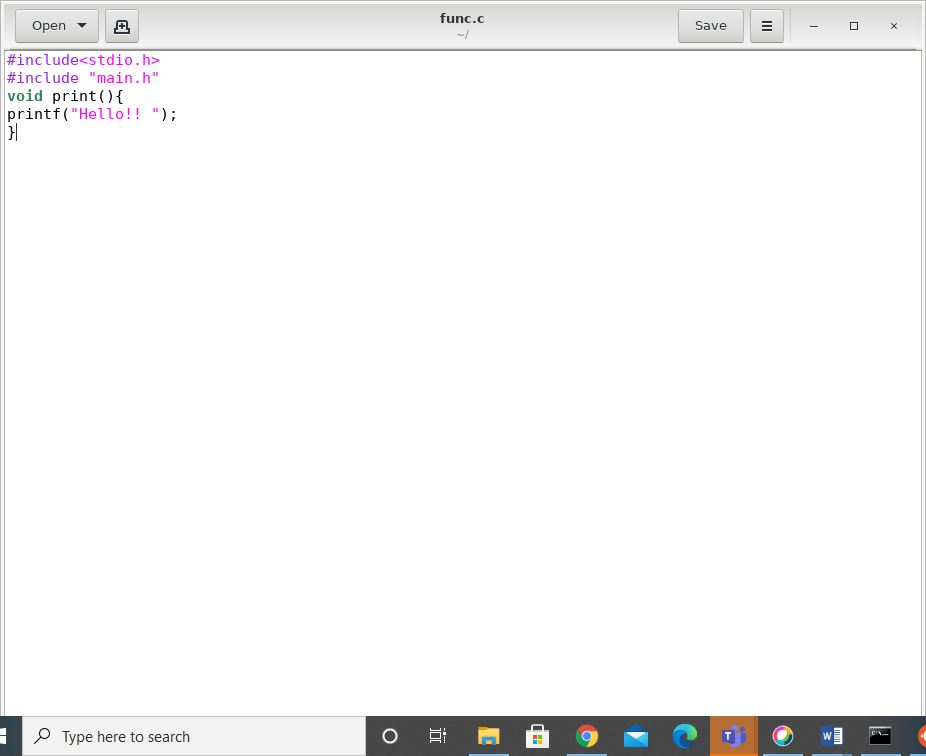 Open
func.c
~/
Save
#include<stdio.h>
#include "main.h"
void print(){
printf("Hello!! ");
}
Type here to search